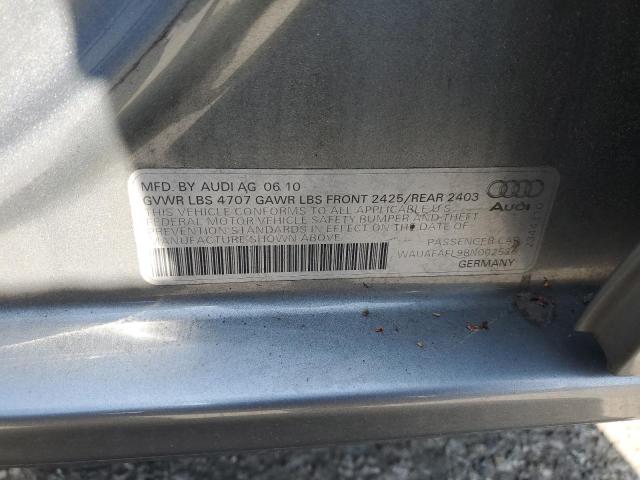 MFD. BY AUDI AG 06.10
GVWR LBS 4707 GAWR LBS FRONT 2425/REAR 2403
THIS VEHICLE CONFORMS TO ALL APPLICABLE U.S.
FEDERAL MOTOR VEHICLE SAFETY BUMPER AND THEFT
PREVENTION STANDARDS IN EFFECT ON THE DATE OF
MANUFACTURE SHOWN ABOVE.
Audi
PASSENGER CAR
GERMANY